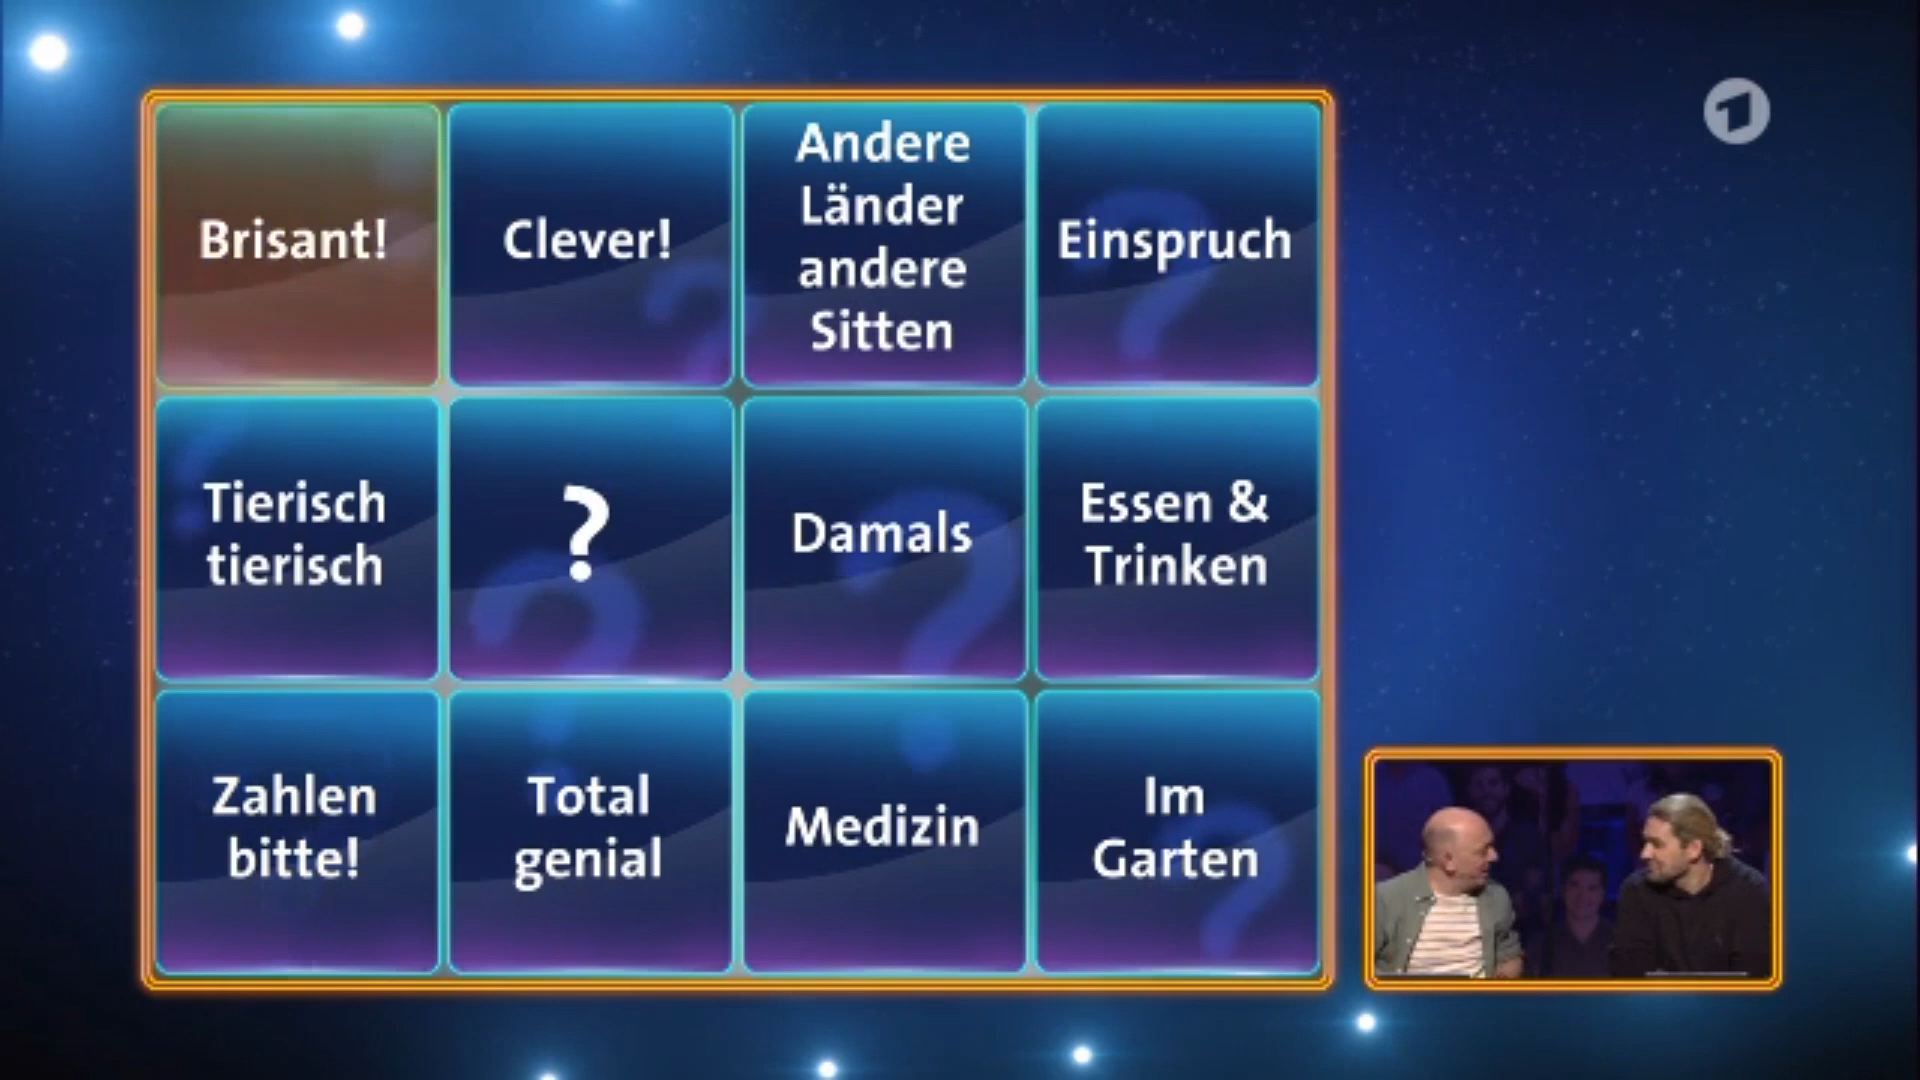 Brisant!
Clever!
Andere
Länder
andere
Sitten
Einspruch
Tierisch
tierisch
?
Damals
Essen &
Trinken
Zahlen
bitte!
Total
genial
Medizin
Im
Garten
1